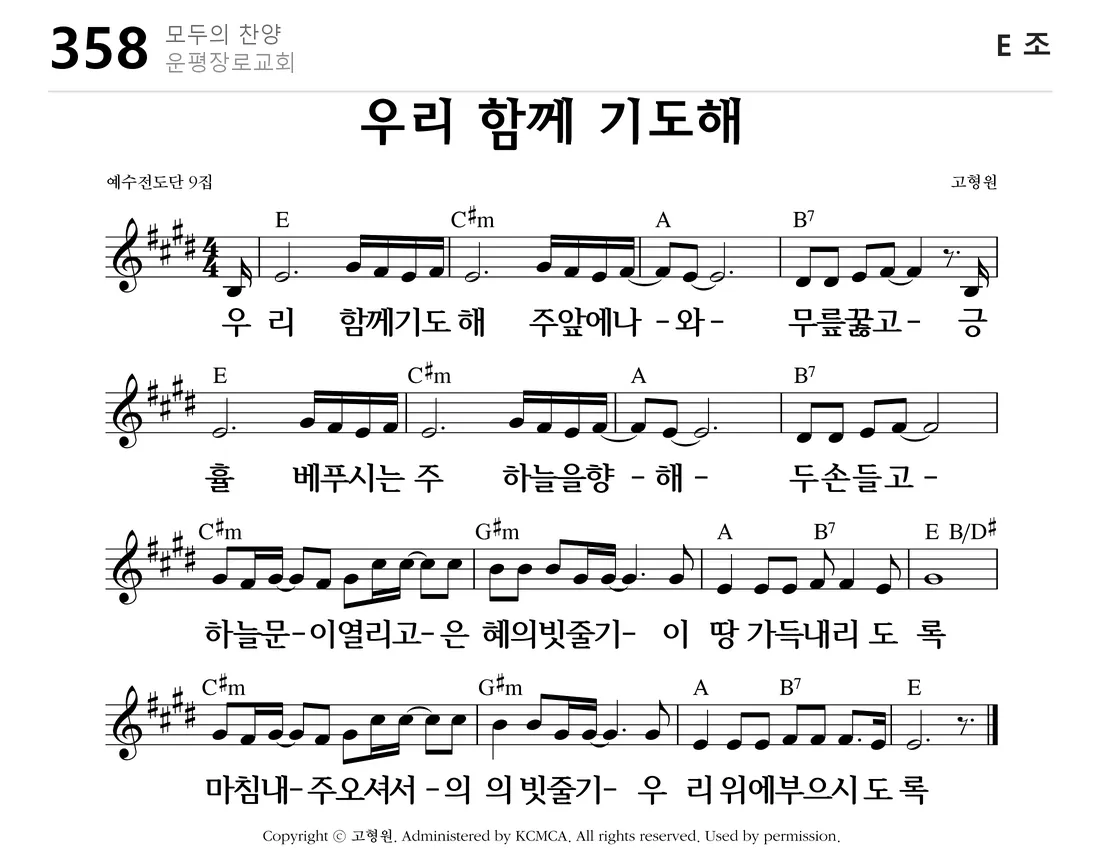 358 모두의 찬양
운평장로교회
E 조
우리 함께 기도해
예수전도단 9집 고형원
E C♯m A B7
4
4
우 리 함께기도 해 주앞에나 - 와 - 무릎꿇고 - 긍
E C♯m A B7
휼 베푸시는 주 하늘을향 - 해 - 두손들고 -
C♯m G♯m A B7 E B/D♯
하늘문-이열리고-은 혜의빗줄기- 이 땅 가득내리 도 록
C♯m G♯m A B7 E
마침내-주오셔서 -의 의 빗줄기- 우 리위에부으시 도 록
Copyright ⓒ 고형원. Administered by KCMCA. All rights reserved. Used by permission.